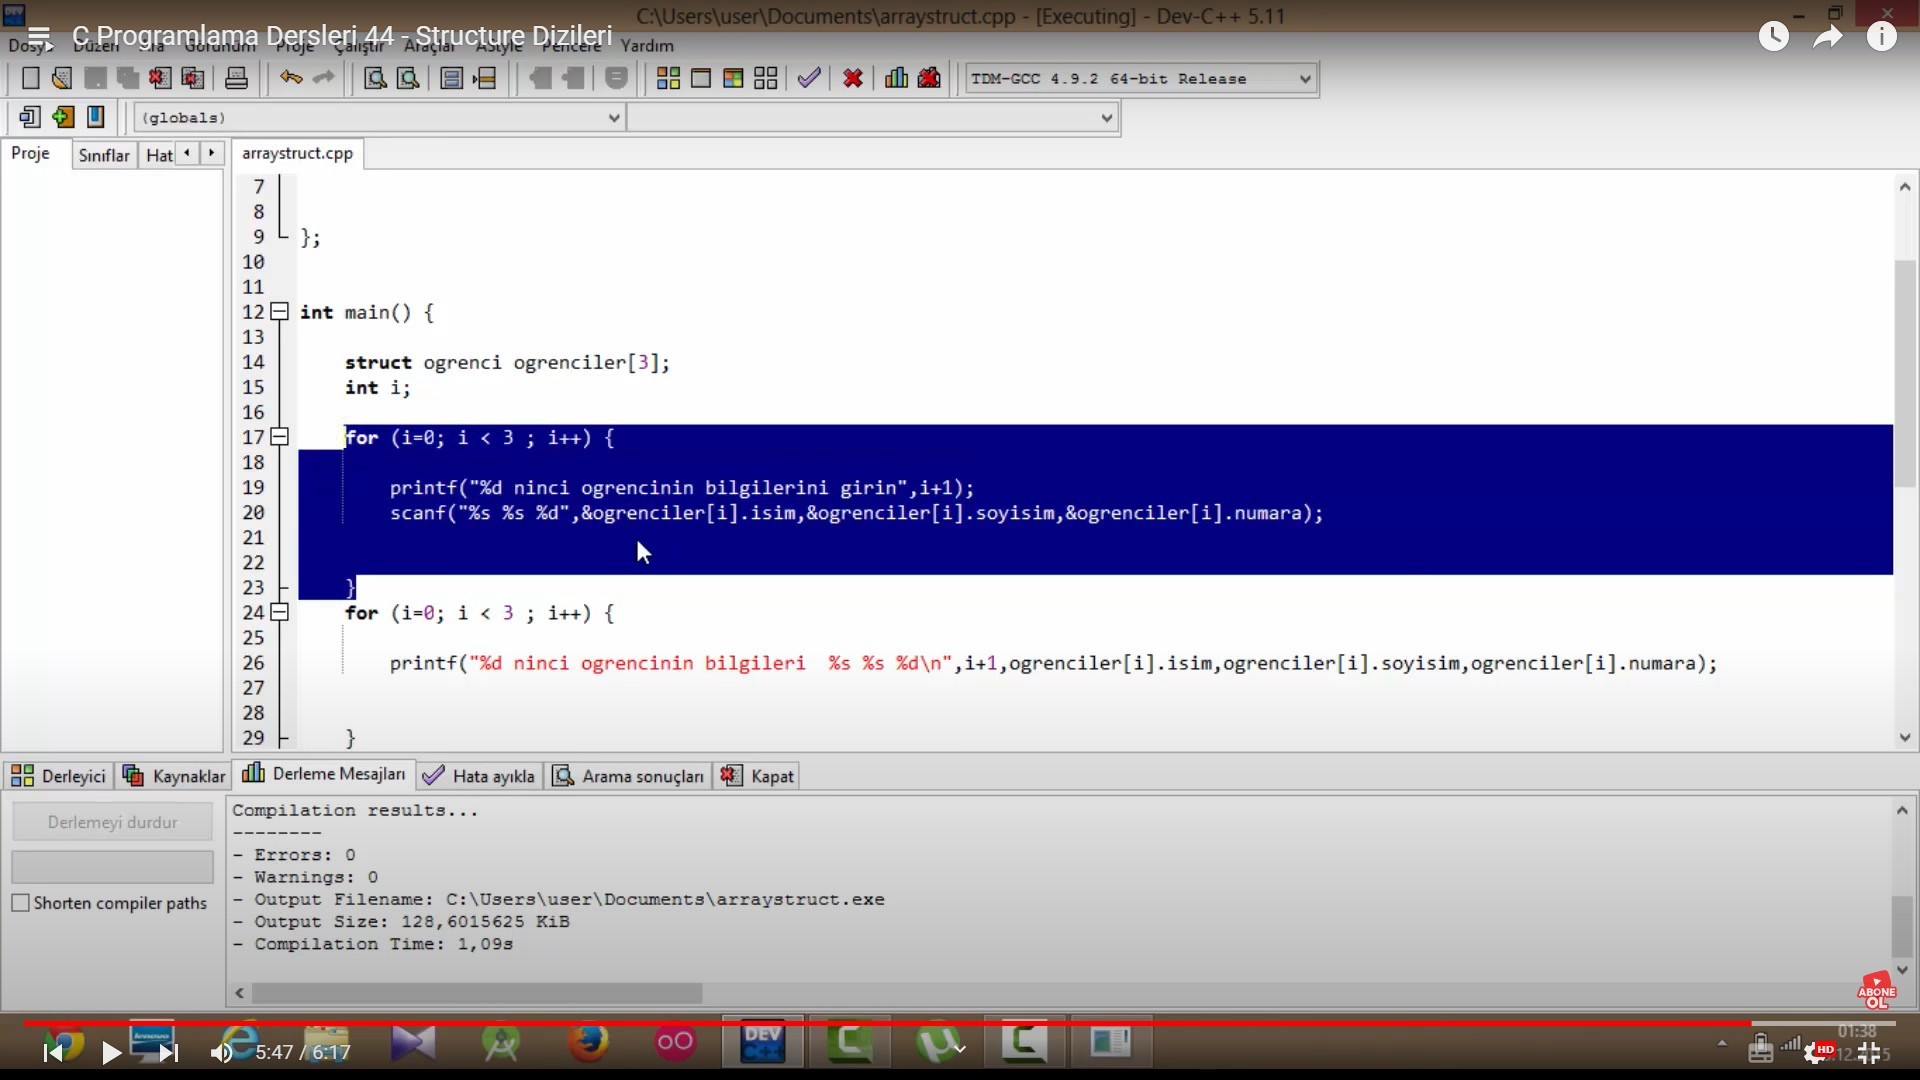 C:\Users\user\Documents\arraystruct.cpp - [Executing] - Dev-C++ 5.11
C Programlama Dersleri 44 - Structure Dizileri
Dosya Düzen Ara Görünüm Proje Çalıştır Araçlar AStyle Pencere Yardım
TDM-GCC 4.9.2 64-bit Release
(globals)
Proje Sınıflar Hat
arraystruct.cpp
7
8
9 };
10
11
12 int main() {
13
14 struct ogrenci ogrenciler[3];
15 int i;
16
17 for (i=0; i < 3 ; i++) {
18
19 printf("%d ninci ogrencinin bilgilerini girin",i+1);
20 scanf("%s %s %d",&ogrenciler[i].isim,&ogrenciler[i].soyisim,&ogrenciler[i].numara);
21
22
23 }
24 for (i=0; i < 3 ; i++) {
25
26 printf("%d ninci ogrencinin bilgileri  %s %s %d\n",i+1,ogrenciler[i].isim,ogrenciler[i].soyisim,ogrenciler[i].numara);
27
28
29 }
Derleyici Kaynaklar Derleme Mesajları Hata ayıkla Arama sonuçları Kapat
Derlemeyi durdur
Shorten compiler paths
Compilation results...
--------
- Errors: 0
- Warnings: 0
- Output Filename: C:\Users\user\Documents\arraystruct.exe
- Output Size: 128,6015625 KiB
- Compilation Time: 1,09s
ABONE
OL
DEV
C++
01:38
5:47 / 6:17
HD